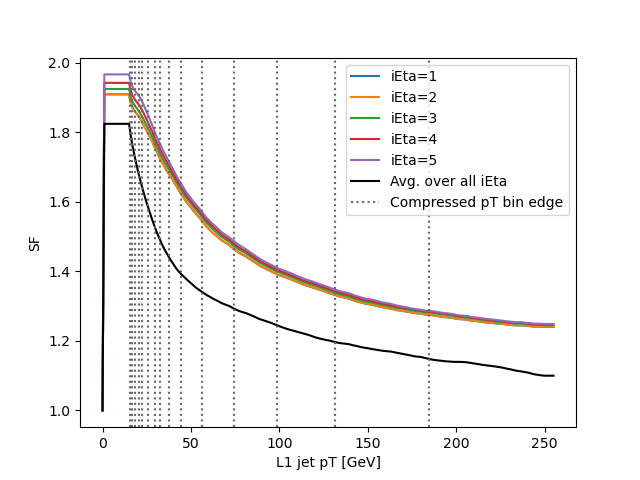 2.0
1.8
1.6
1.4
1.2
1.0
SF
iEta=1
iEta=2
iEta=3
iEta=4
iEta=5
Avg. over all iEta
Compressed pT bin edge
0 50 100 150 200 250
L1 jet pT [GeV]